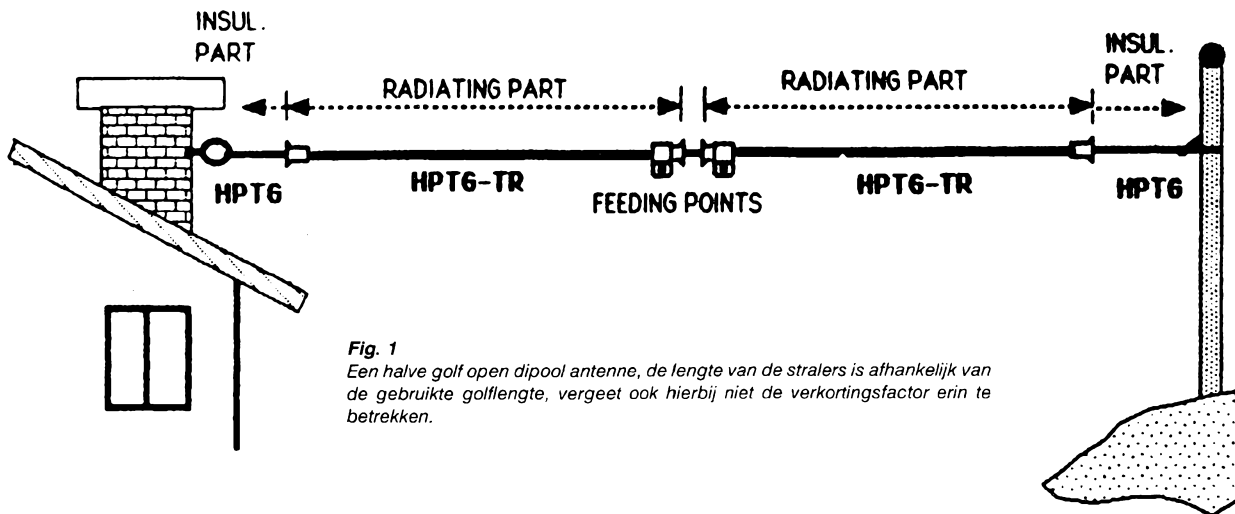 INSUL.
PART
RADIATING PART
RADIATING PART
INSUL.
PART
HPT6
HPT6-TR
FEEDING POINTS
HPT6-TR
HPT6
Fig. 1
Een halve golf open dipool antenne, de lengte van de stralers is afhankelijk van
de gebruikte golflengte, vergeet ook hierbij niet de verkortingsfactor erin te
betrekken.